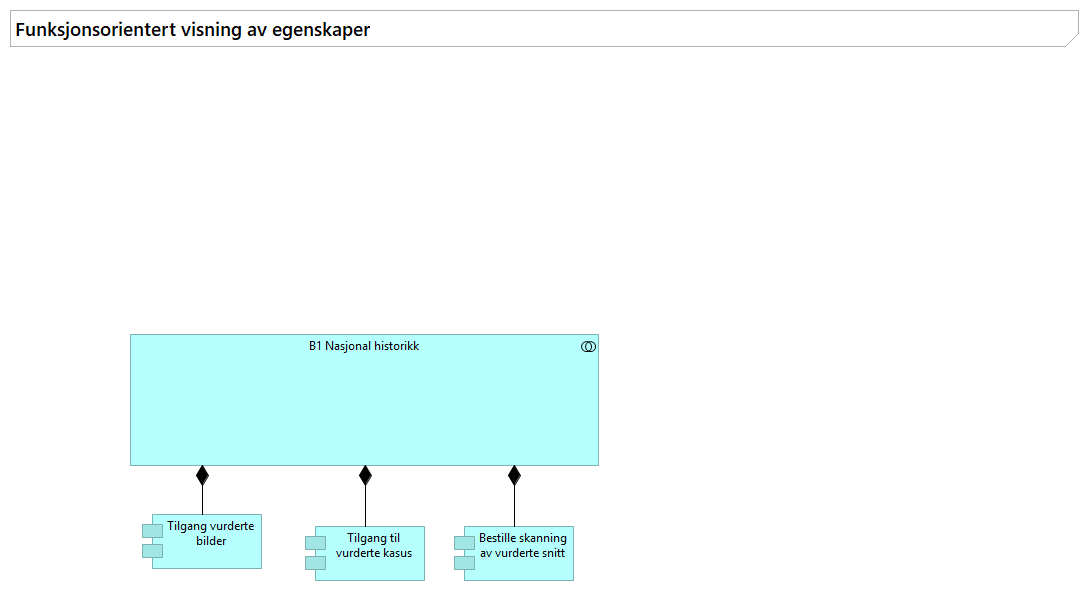 Funksjonsorientert visning av egenskaper
B1 Nasjonal historikk
Tilgang vurderte
bilder
Tilgang til
vurderte kasus
Bestille skanning
av vurderte snitt